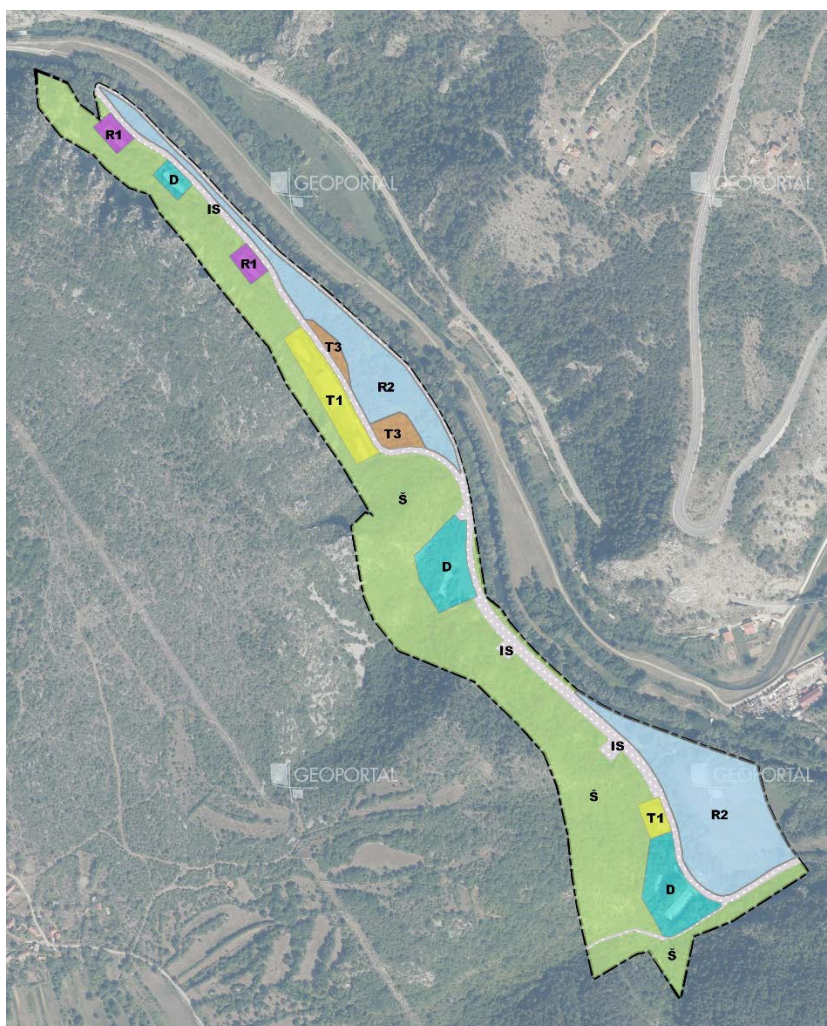 R1
GEOPORTAL
GEOPORTAL
D
IS
R1
T3
R2
T1
T3
Š
D
IS
IS
GEOPORTAL
GEOPORTAL
Š
R2
T1
D
Š